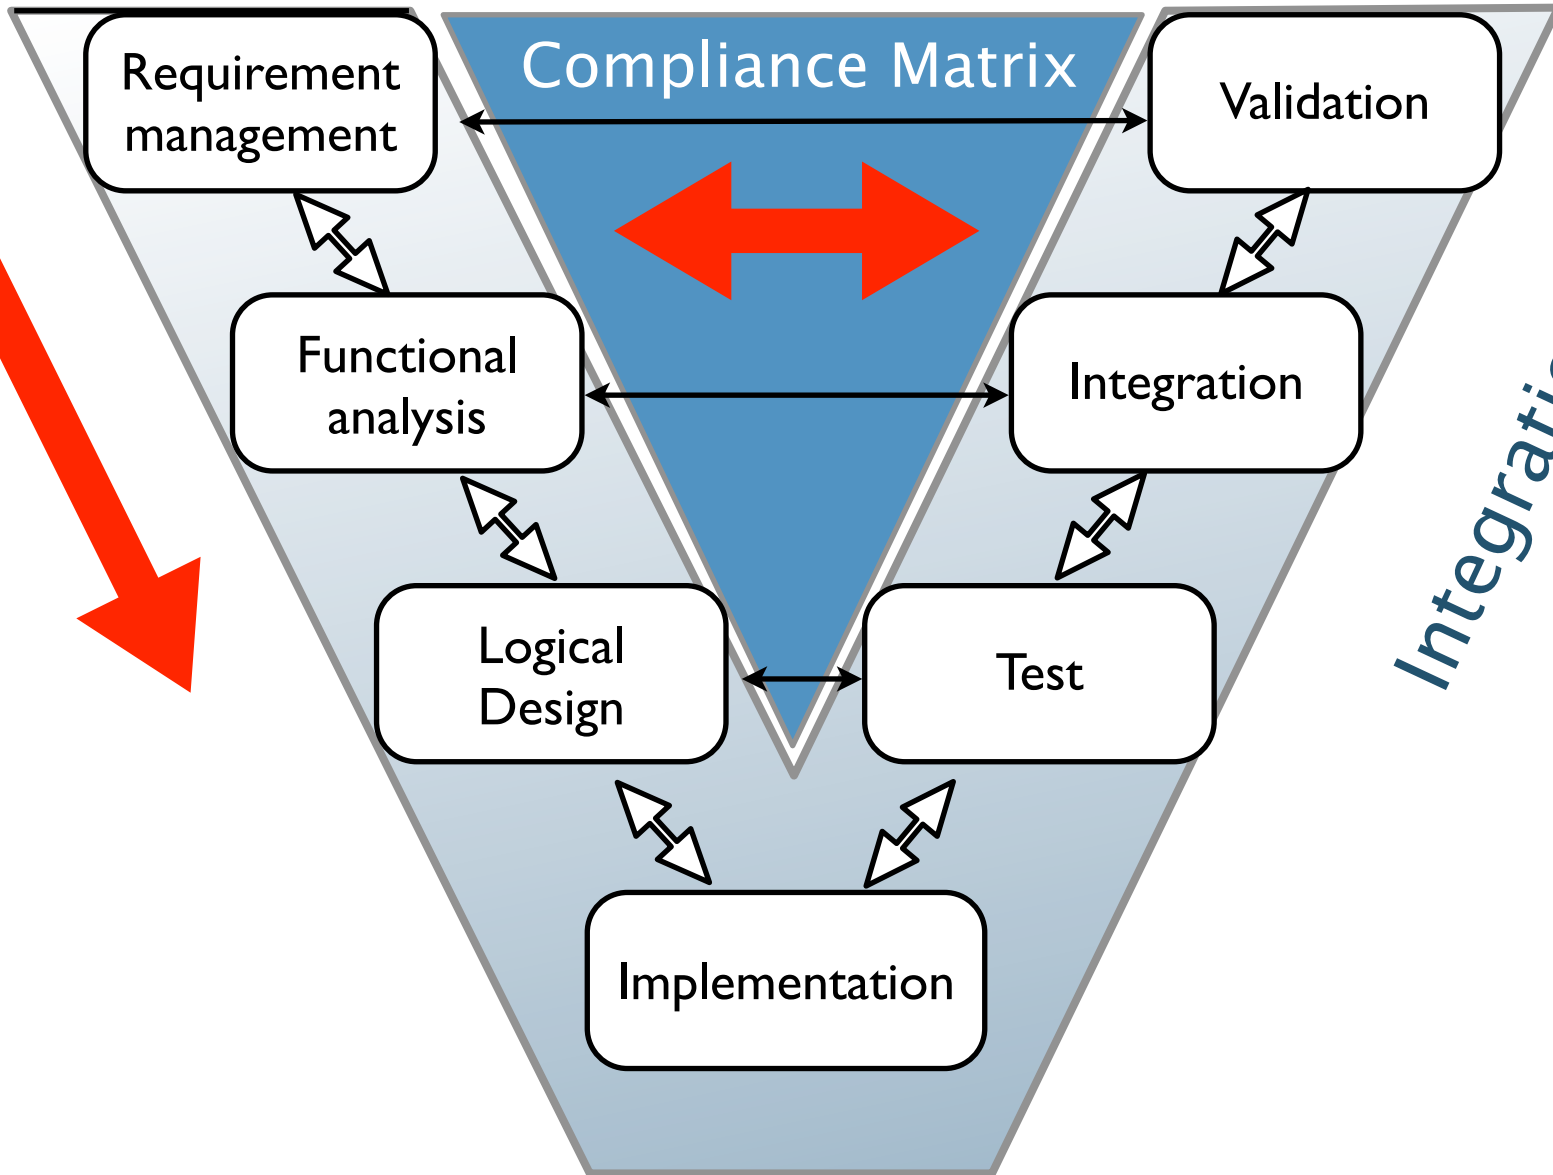 Compliance Matrix
Requirement
management
Validation
Functional
analysis
Integration
Logical
Design
Test
Implementation